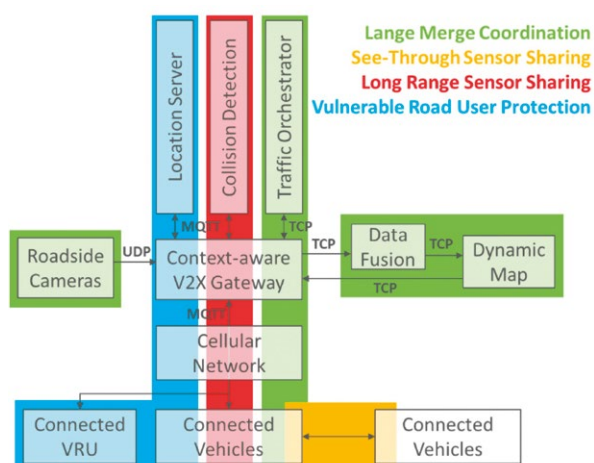 Lange Merge Coordination
See-Through Sensor Sharing
Long Range Sensor Sharing
Vulnerable Road User Protection
Location Server
Collision Detection
Traffic Orchestrator
MQTT
TCP
Roadside
Cameras
UDP
Context-aware
V2X Gateway
TCP
Data
Fusion
TCP
Dynamic
Map
TCP
MQTT
Cellular
Network
Connected
VRU
Connected
Vehicles
Connected
Vehicles